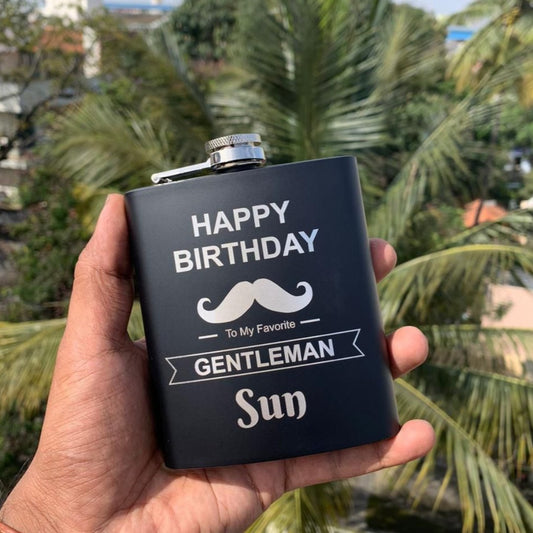 HAPPY
BIRTHDAY
To My Favorite
GENTLEMAN
Sun